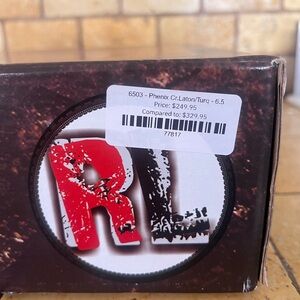 6503 - Phenix Cr.Laton/Turq - 6.5
Price: $249.95
Compared to: $329.95
77817
RL